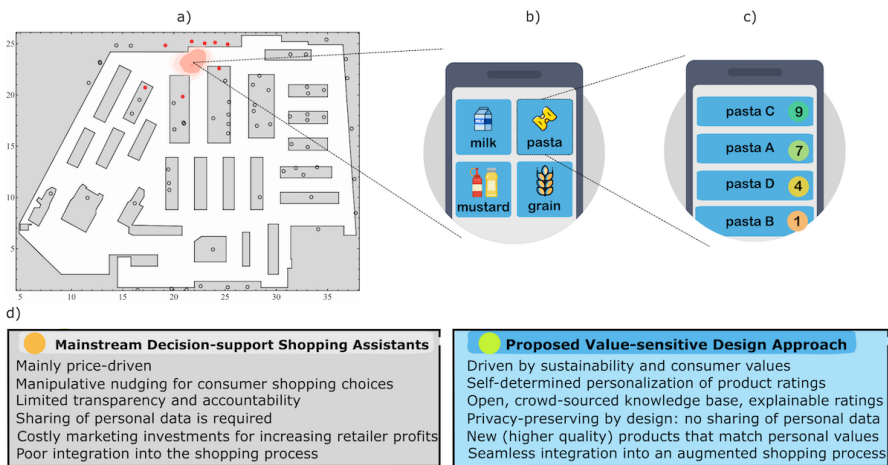 a)
b)
c)
25
20
15
10
5
5
10
15
20
25
30
35
MILK
milk
pasta
mustard
grain
pasta C 9
pasta A 7
pasta D 4
pasta B 1
d)
Mainstream Decision-support Shopping Assistants
Mainly price-driven
Manipulative nudging for consumer shopping choices
Limited transparency and accountability
Sharing of personal data is required
Costly marketing investments for increasing retailer profits
Poor integration into the shopping process
Proposed Value-sensitive Design Approach
Driven by sustainability and consumer values
Self-determined personalization of product ratings
Open, crowd-sourced knowledge base, explainable ratings
Privacy-preserving by design: no sharing of personal data
New (higher quality) products that match personal values
Seamless integration into an augmented shopping process